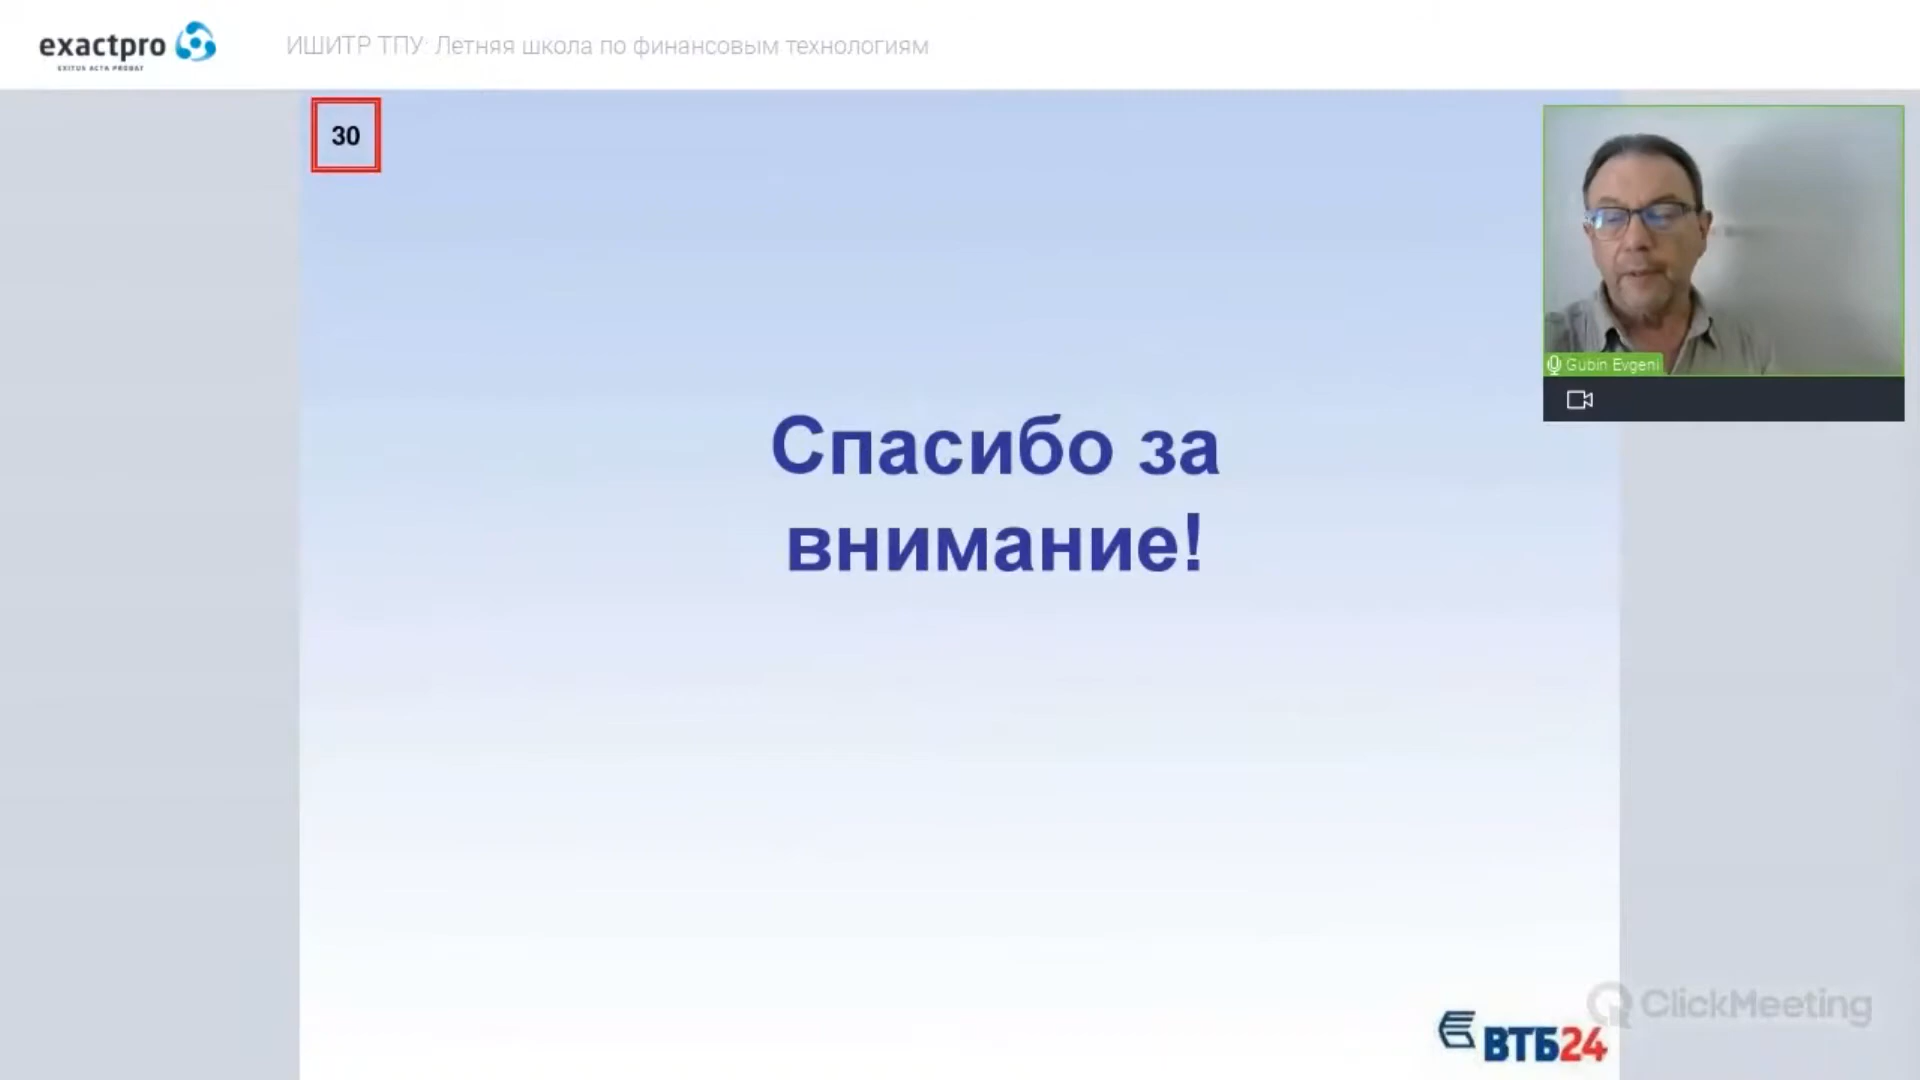 exactpro
EXITUS ACTA PROBAT
ИШИТР ТПУ: Летняя школа по финансовым технологиям
30
Gubin Evgeni
Спасибо за
внимание!
ClickMeeting
ВТБ24